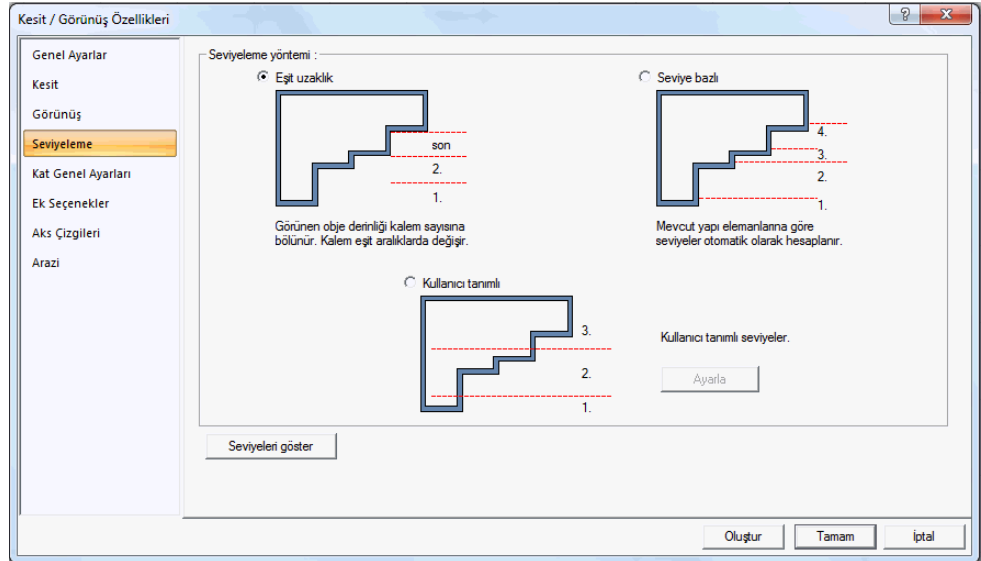 Kesit / Görünüş Özellikleri
?
Genel Ayarlar
Kesit
Görünüş
Seviyeleme
Kat Genel Ayarları
Ek Seçenekler
Aks Çizgileri
Arazi
Seviyeleme yöntemi :
Eşit uzaklık
son
2.
1.
Görünen obje derinliği kalem sayısına
bölünür. Kalem eşit aralıklarda değişir.
Seviye bazlı
4.
3.
2.
1.
Mevcut yapı elemanlarına göre
seviyeler otomatik olarak hesaplanır.
Kullanıcı tanımlı
3.
2.
1.
Kullanıcı tanımlı seviyeler.
Ayarla
Seviyeleri göster
Oluştur
Tamam
İptal